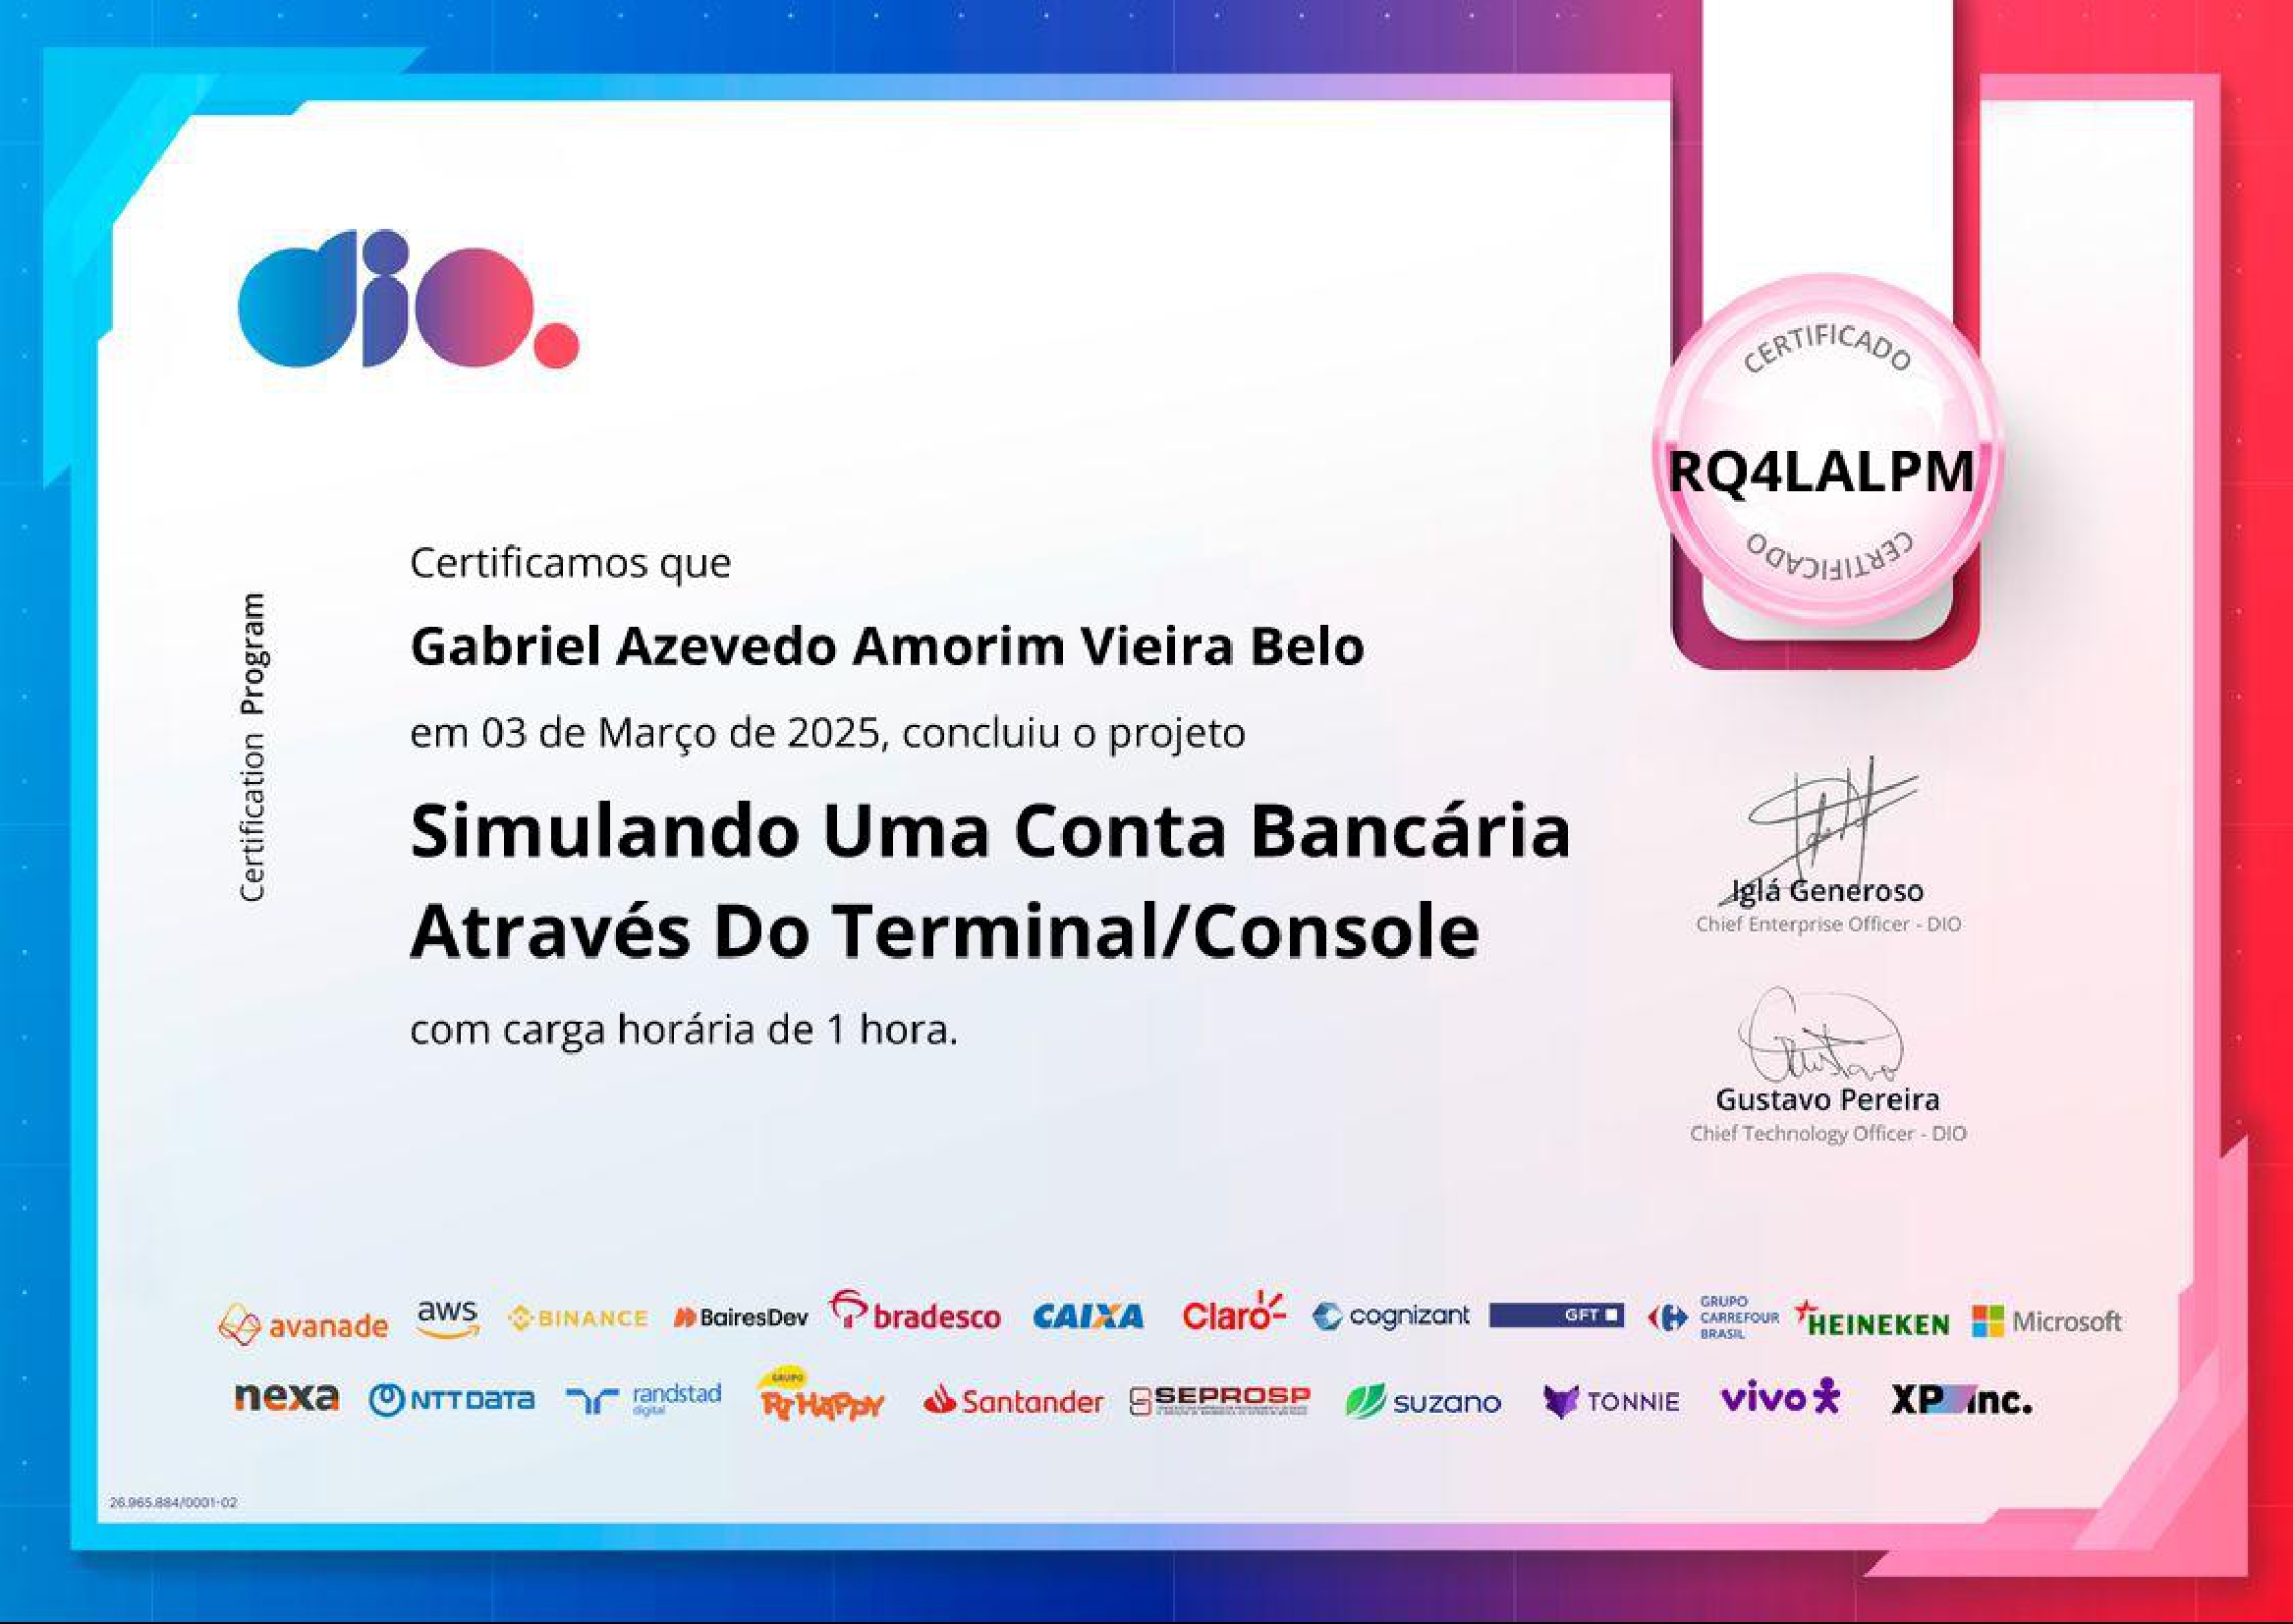 dio.
CERTIFICADO
RQ4LALPM
CERTIFICADO
Certification Program
Certificamos que
Gabriel Azevedo Amorim Vieira Belo
em 03 de Março de 2025, concluiu o projeto
Simulando Uma Conta Bancária
Através Do Terminal/Console
com carga horária de 1 hora.
Iglá Generoso
Chief Enterprise Officer - DIO
Gustavo Pereira
Chief Technology Officer - DIO
avanade aws BINANCE BairesDev bradesco CAIXA Claro cognizant GFT GRUPO CARREFOUR BRASIL HEINEKEN Microsoft
nexa NTT DATA randstad digital GRUPO Ri HAPPY Santander SEPROSP suzano TONNIE vivo XP inc.
26.965.884/0001-02